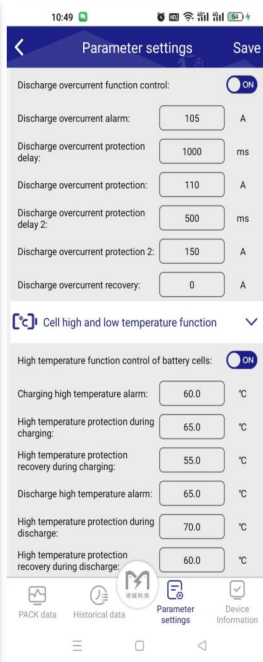 10:49
HD 54
Parameter settings
Save
Discharge overcurrent function control:
ON
Discharge overcurrent alarm: 105 A
Discharge overcurrent protection
delay: 1000 ms
Discharge overcurrent protection: 110 A
Discharge overcurrent protection
delay 2: 500 ms
Discharge overcurrent protection 2: 150 A
Discharge overcurrent recovery: 0 A
[℃] Cell high and low temperature function
High temperature function control of battery cells:
ON
Charging high temperature alarm: 60.0 ℃
High temperature protection during
charging: 65.0 ℃
High temperature protection
recovery during charging: 55.0 ℃
Discharge high temperature alarm: 65.0 ℃
High temperature protection during
discharge: 70.0 ℃
High temperature protection
recovery during discharge: 60.0 ℃
PACK data
Historical data
Parameter
settings
Device
Information